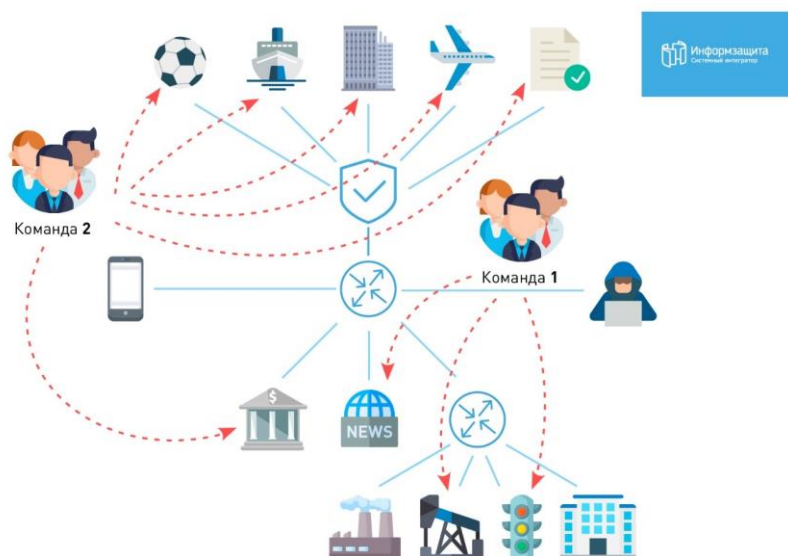 Информзащита
Системный интегратор
Команда 2
Команда 1
$
NEWS